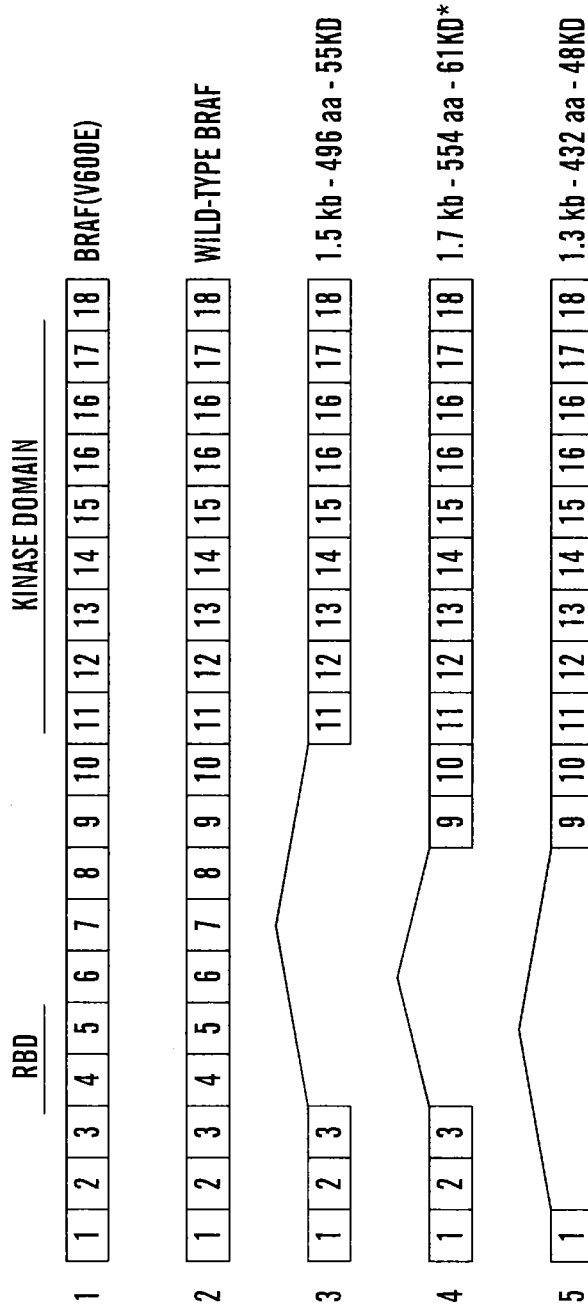 RBD KINASE DOMAIN
1 1 2 3 4 5 6 7 8 9 10 11 12 13 14 15 16 16 17 18 BRAF(V600E)
2 1 2 3 4 5 6 7 8 9 10 11 12 13 14 15 16 16 17 18 WILD-TYPE BRAF
3 1 2 3 11 12 13 14 15 16 16 17 18 1.5 kb - 496 aa - 55KD
4 1 2 3 9 10 11 12 13 14 15 16 16 17 18 1.7 kb - 554 aa - 61KD*
5 1 9 10 11 12 13 14 15 16 16 17 18 1.3 kb - 432 aa - 48KD